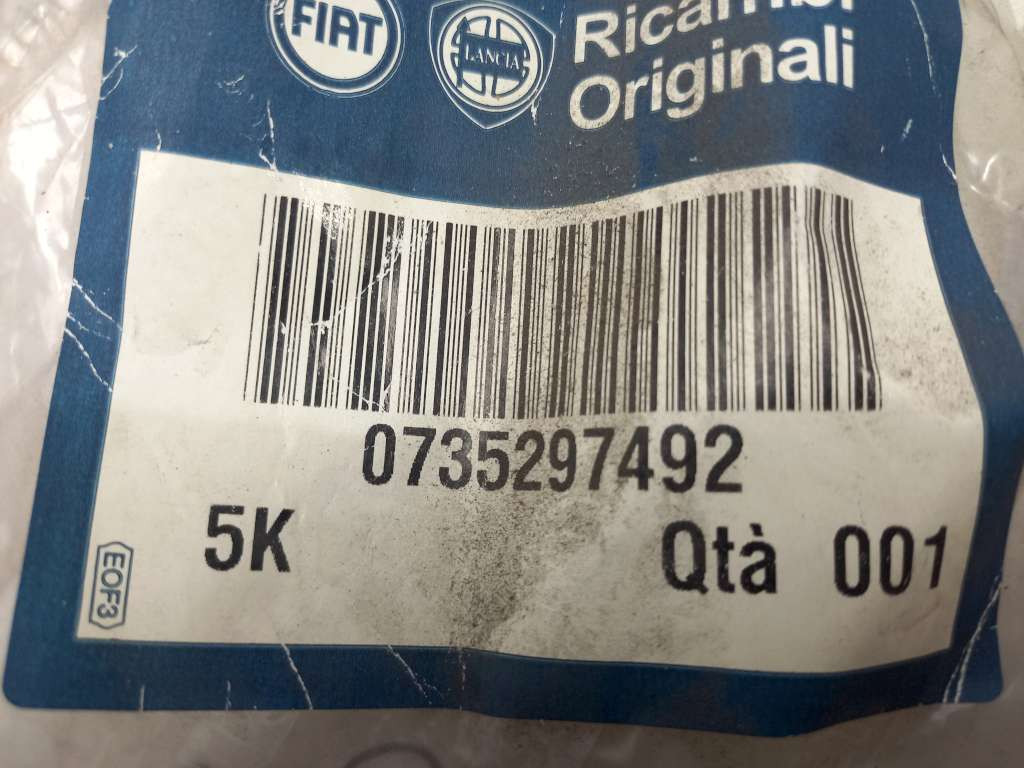 FIAT
LANCIA
Ricambi
Originali
0735297492
5K
Qtà 001
EOF3